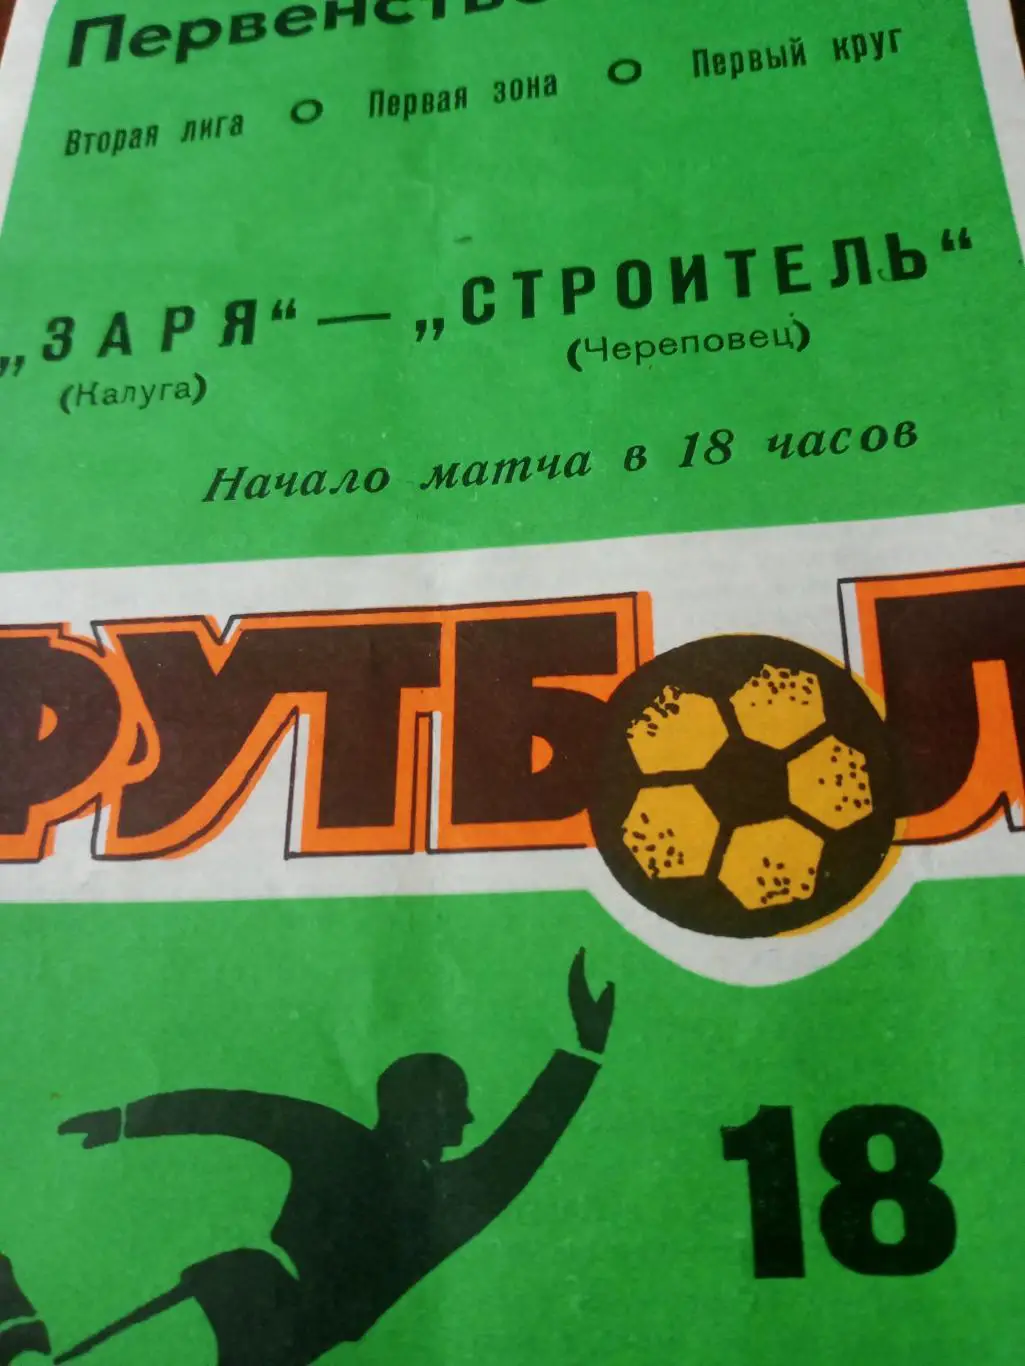 Первенство
Вторая лига О Первая зона О Первый круг
„ЗАРЯ“ — „СТРОИТЕЛЬ“
(Калуга) (Череповец)
Начало матча в 18 часов
ФУТБОЛ
18